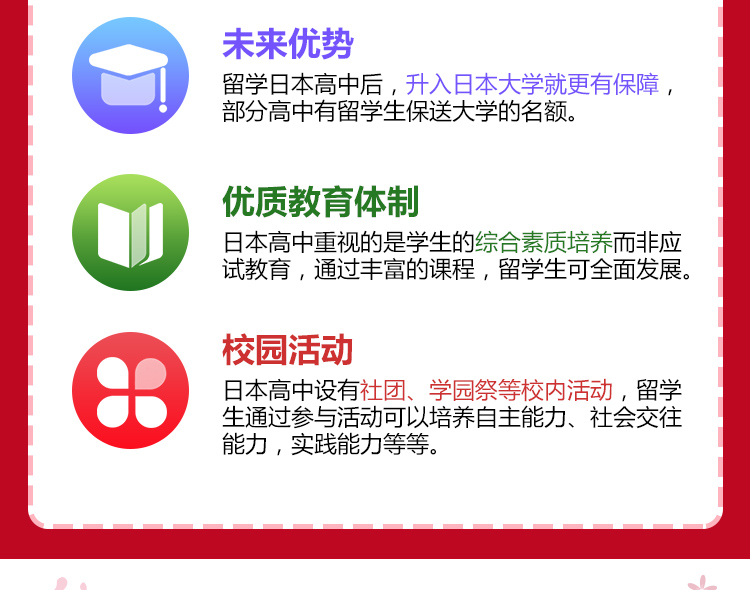 未来优势
留学日本高中后，升入日本大学就更有保障，
部分高中有留学生保送大学的名额。
优质教育体制
日本高中重视的是学生的综合素质培养而非应
试教育，通过丰富的课程，留学生可全面发展。
校园活动
日本高中设有社团、学园祭等校内活动，留学
生通过参与活动可以培养自主能力、社会交往
能力，实践能力等等。